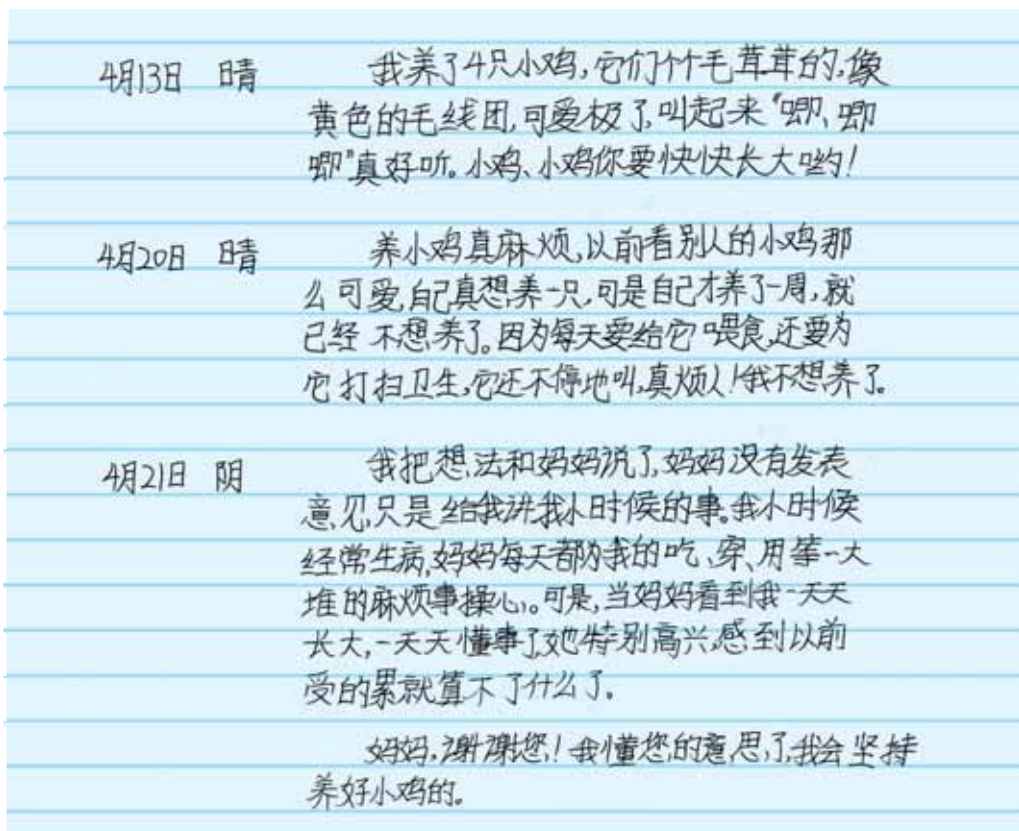 4月13日 晴 我养了4只小鸡,它们个个毛茸茸的,像
黄色的毛线团,可爱极了,叫起来“唧、唧
唧”真好听。小鸡、小鸡你要快快长大哟!
4月20日 晴 养小鸡真麻烦,以前看别人的小鸡那
么可爱,自己真想养一只,可是自己才养了一周,就
已经不想养了。因为每天要给它喂食,还要为
它打扫卫生,它还不停地叫,真烦人!我不想养了。
4月21日 阴 我把想法和妈妈说了,妈妈没有发表
意见,只是给我讲我小时候的事。我小时候
经常生病,妈妈每天都为我的吃、穿、用等一大
堆的麻烦事操心。可是,当妈妈看到我一天天
长大,一天天懂事了,她特别高兴,感到以前
受的累就算不了什么了。
妈妈,谢谢您!我懂您的意思了,我会坚持
养好小鸡的。